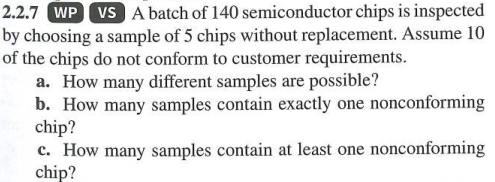 2.2.7 WP VS A batch of 140 semiconductor chips is inspected
by choosing a sample of 5 chips without replacement. Assume 10
of the chips do not conform to customer requirements.
a. How many different samples are possible?
b. How many samples contain exactly one nonconforming
chip?
c. How many samples contain at least one nonconforming
chip?